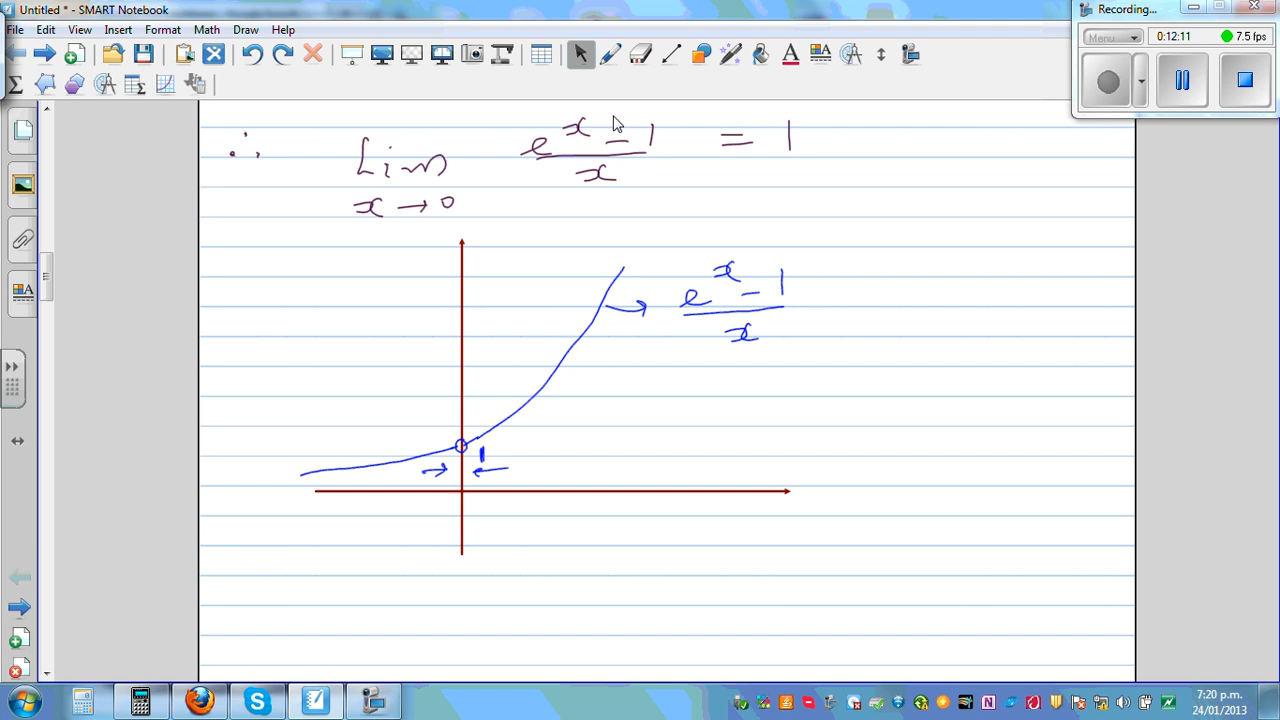 Untitled * - SMART Notebook
Recording...
File Edit View Insert Format Math Draw Help
Menu
0:12:11
7.5 fps
∴ Lim e^x - 1 = 1
x
x → 0
e^x - 1
x
1
7:20 p.m.
24/01/2013